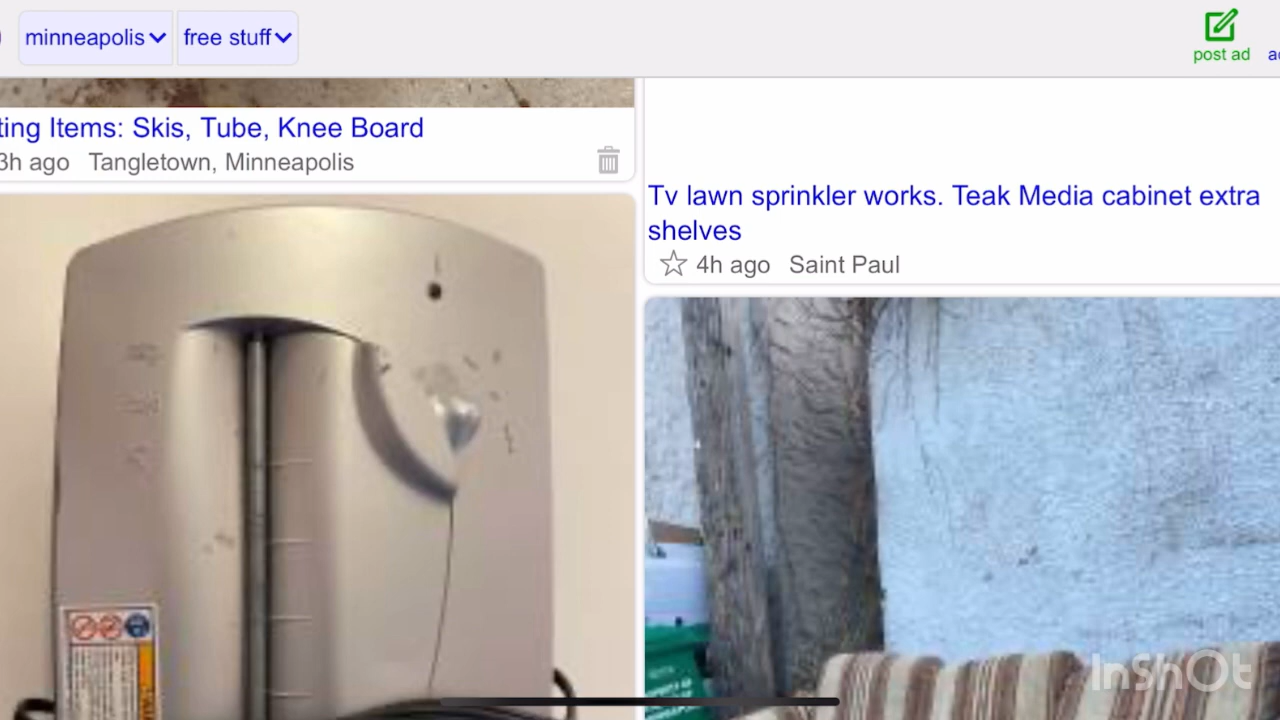 minneapolis
free stuff
post ad
ting Items: Skis, Tube, Knee Board
3h ago Tangletown, Minneapolis
Tv lawn sprinkler works. Teak Media cabinet extra
shelves
4h ago Saint Paul
InShOt